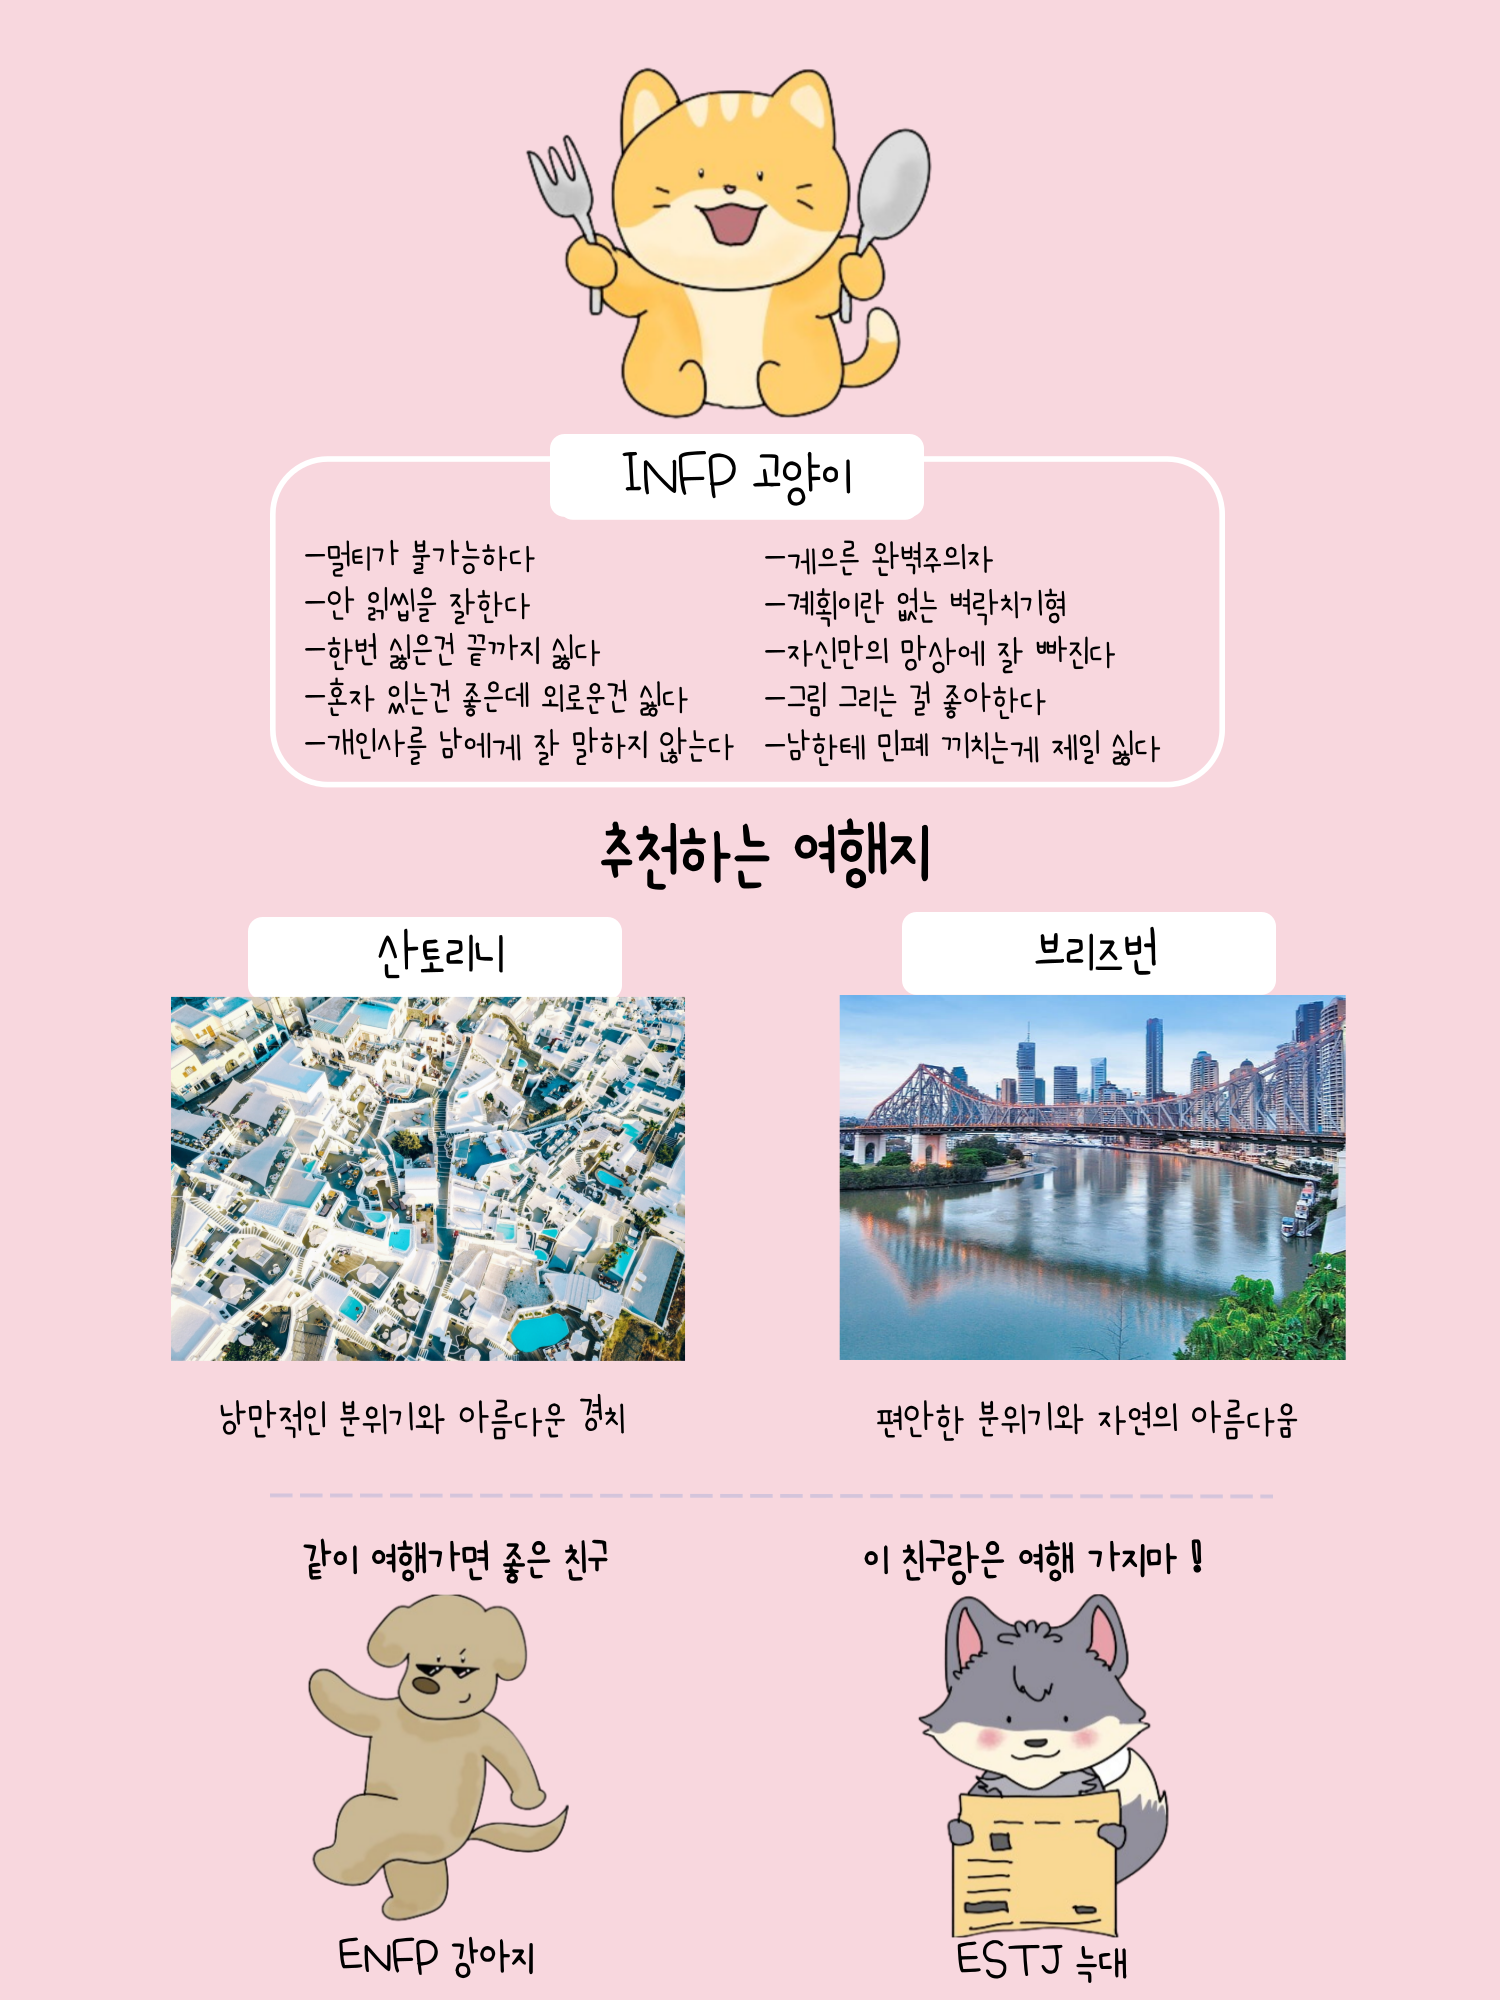 INFP 고양이
-멀티가 불가능하다
-안 읽씹을 잘한다
-한번 싫은건 끝까지 싫다
-혼자 있는건 좋은데 외로운건 싫다
-개인사를 남에게 잘 말하지 않는다
-게으른 완벽주의자
-계획이란 없는 벼락치기형
-자신만의 망상에 잘 빠진다
-그림 그리는 걸 좋아한다
-남한테 민폐 끼치는게 제일 싫다
추천하는 여행지
산토리니
브리즈번
낭만적인 분위기와 아름다운 경치
편안한 분위기와 자연의 아름다움
같이 여행가면 좋은 친구
이 친구랑은 여행 가지마 !
ENFP 강아지
ESTJ 늑대